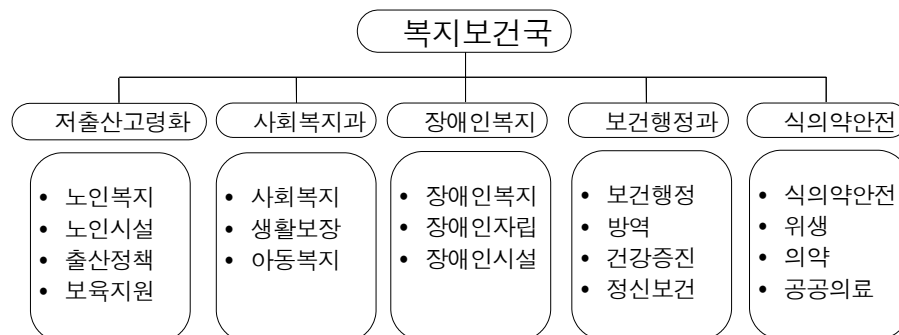 복지보건국
저출산고령화
사회복지과
장애인복지
보건행정과
식의약안전
• 노인복지
• 노인시설
• 출산정책
• 보육지원
• 사회복지
• 생활보장
• 아동복지
• 장애인복지
• 장애인자립
• 장애인시설
• 보건행정
• 방역
• 건강증진
• 정신보건
• 식의약안전
• 위생
• 의약
• 공공의료